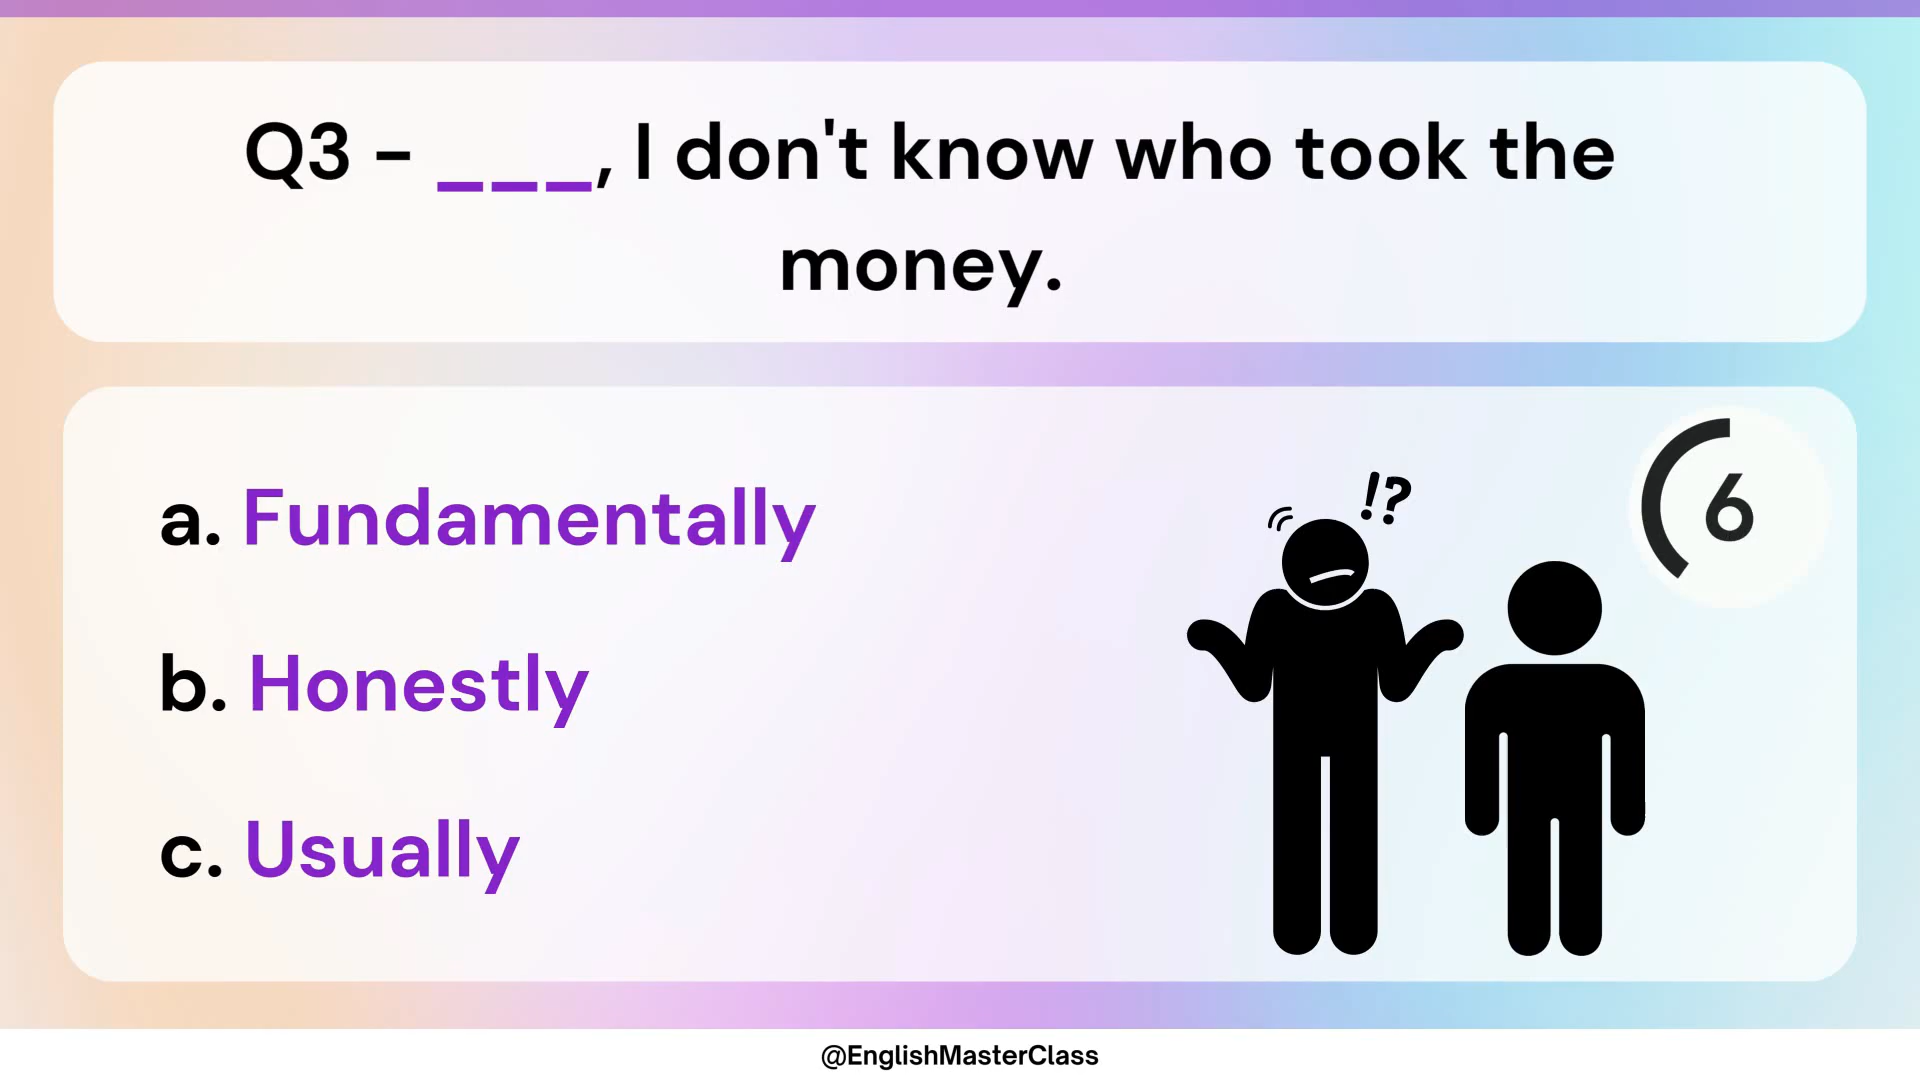 Q3 - ___, I don't know who took the
money.
6
!?
a. Fundamentally
b. Honestly
c. Usually
@EnglishMasterClass